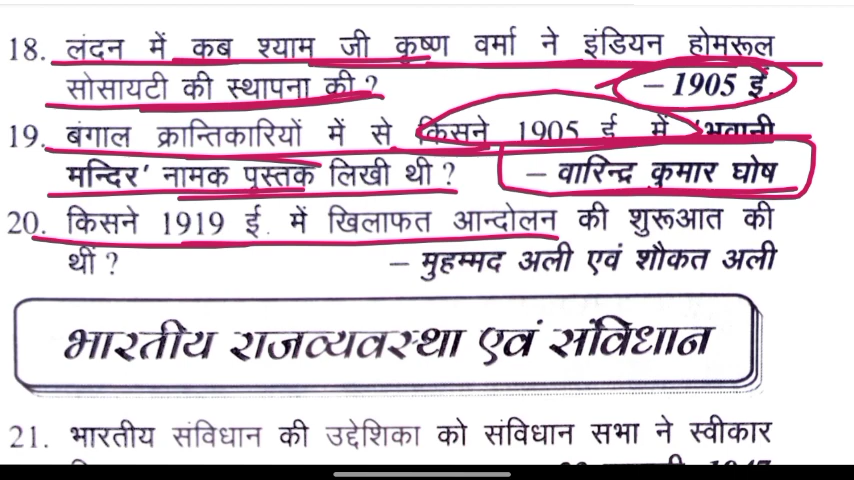 18. लंदन में कब श्याम जी कृष्ण वर्मा ने इंडियन होमरूल
सोसायटी की स्थापना की ? – 1905 ई.
19. बंगाल क्रान्तिकारियों में से किसने 1905 ई. में 'भवानी
मन्दिर' नामक पुस्तक लिखी थी ? – वारिन्द्र कुमार घोष
20. किसने 1919 ई. में खिलाफत आन्दोलन की शुरूआत की
थी ? – मुहम्मद अली एवं शौकत अली
भारतीय राजव्यवस्था एवं संविधान
21. भारतीय संविधान की उद्देशिका को संविधान सभा ने स्वीकार